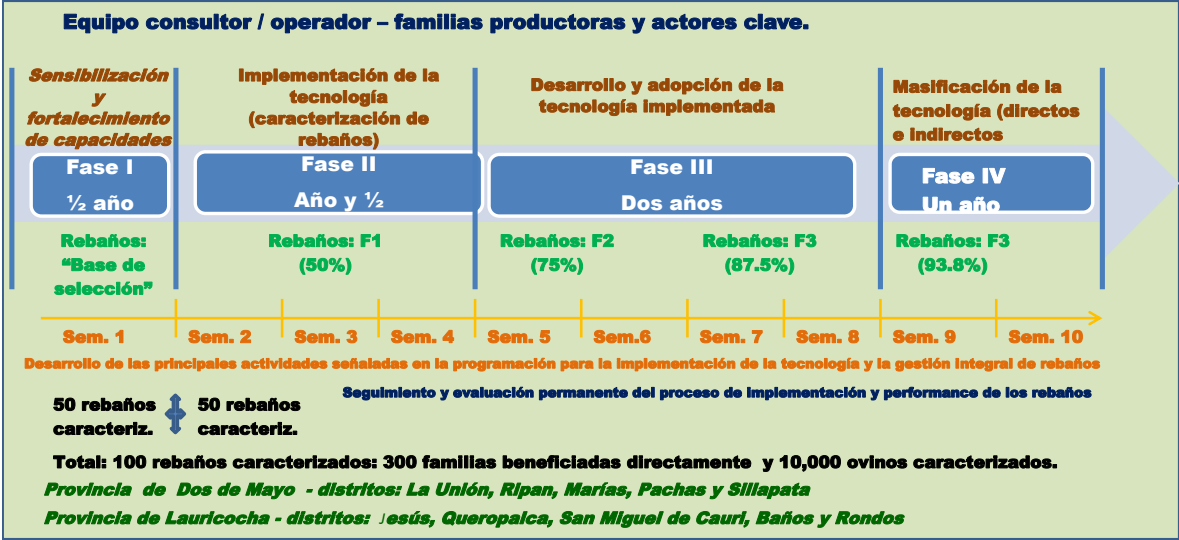 Equipo consultor / operador – familias productoras y actores clave.
Sensibilización
y
fortalecimiento
de capacidades
Implementación de la
tecnología
(caracterización de
rebaños)
Desarrollo y adopción de la
tecnología implementada
Masificación de la
tecnología (directos
e indirectos
Fase I
½ año
Fase II
Año y ½
Fase III
Dos años
Fase IV
Un año
Rebaños:
“Base de
selección”
Rebaños: F1
(50%)
Rebaños: F2
(75%)
Rebaños: F3
(87.5%)
Rebaños: F3
(93.8%)
Sem. 1 Sem. 2 Sem. 3 Sem. 4 Sem. 5 Sem.6 Sem. 7 Sem. 8 Sem. 9 Sem. 10
Desarrollo de las principales actividades señaladas en la programación para la implementación de la tecnología y la gestión integral de rebaños
Seguimiento y evaluación permanente del proceso de implementación y performance de los rebaños
50 rebaños
caracteriz.
50 rebaños
caracteriz.
Total: 100 rebaños caracterizados: 300 familias beneficiadas directamente y 10,000 ovinos caracterizados.
Provincia de Dos de Mayo - distritos: La Unión, Ripan, Marías, Pachas y Sillapata
Provincia de Lauricocha - distritos: Jesús, Queropalca, San Miguel de Cauri, Baños y Rondos